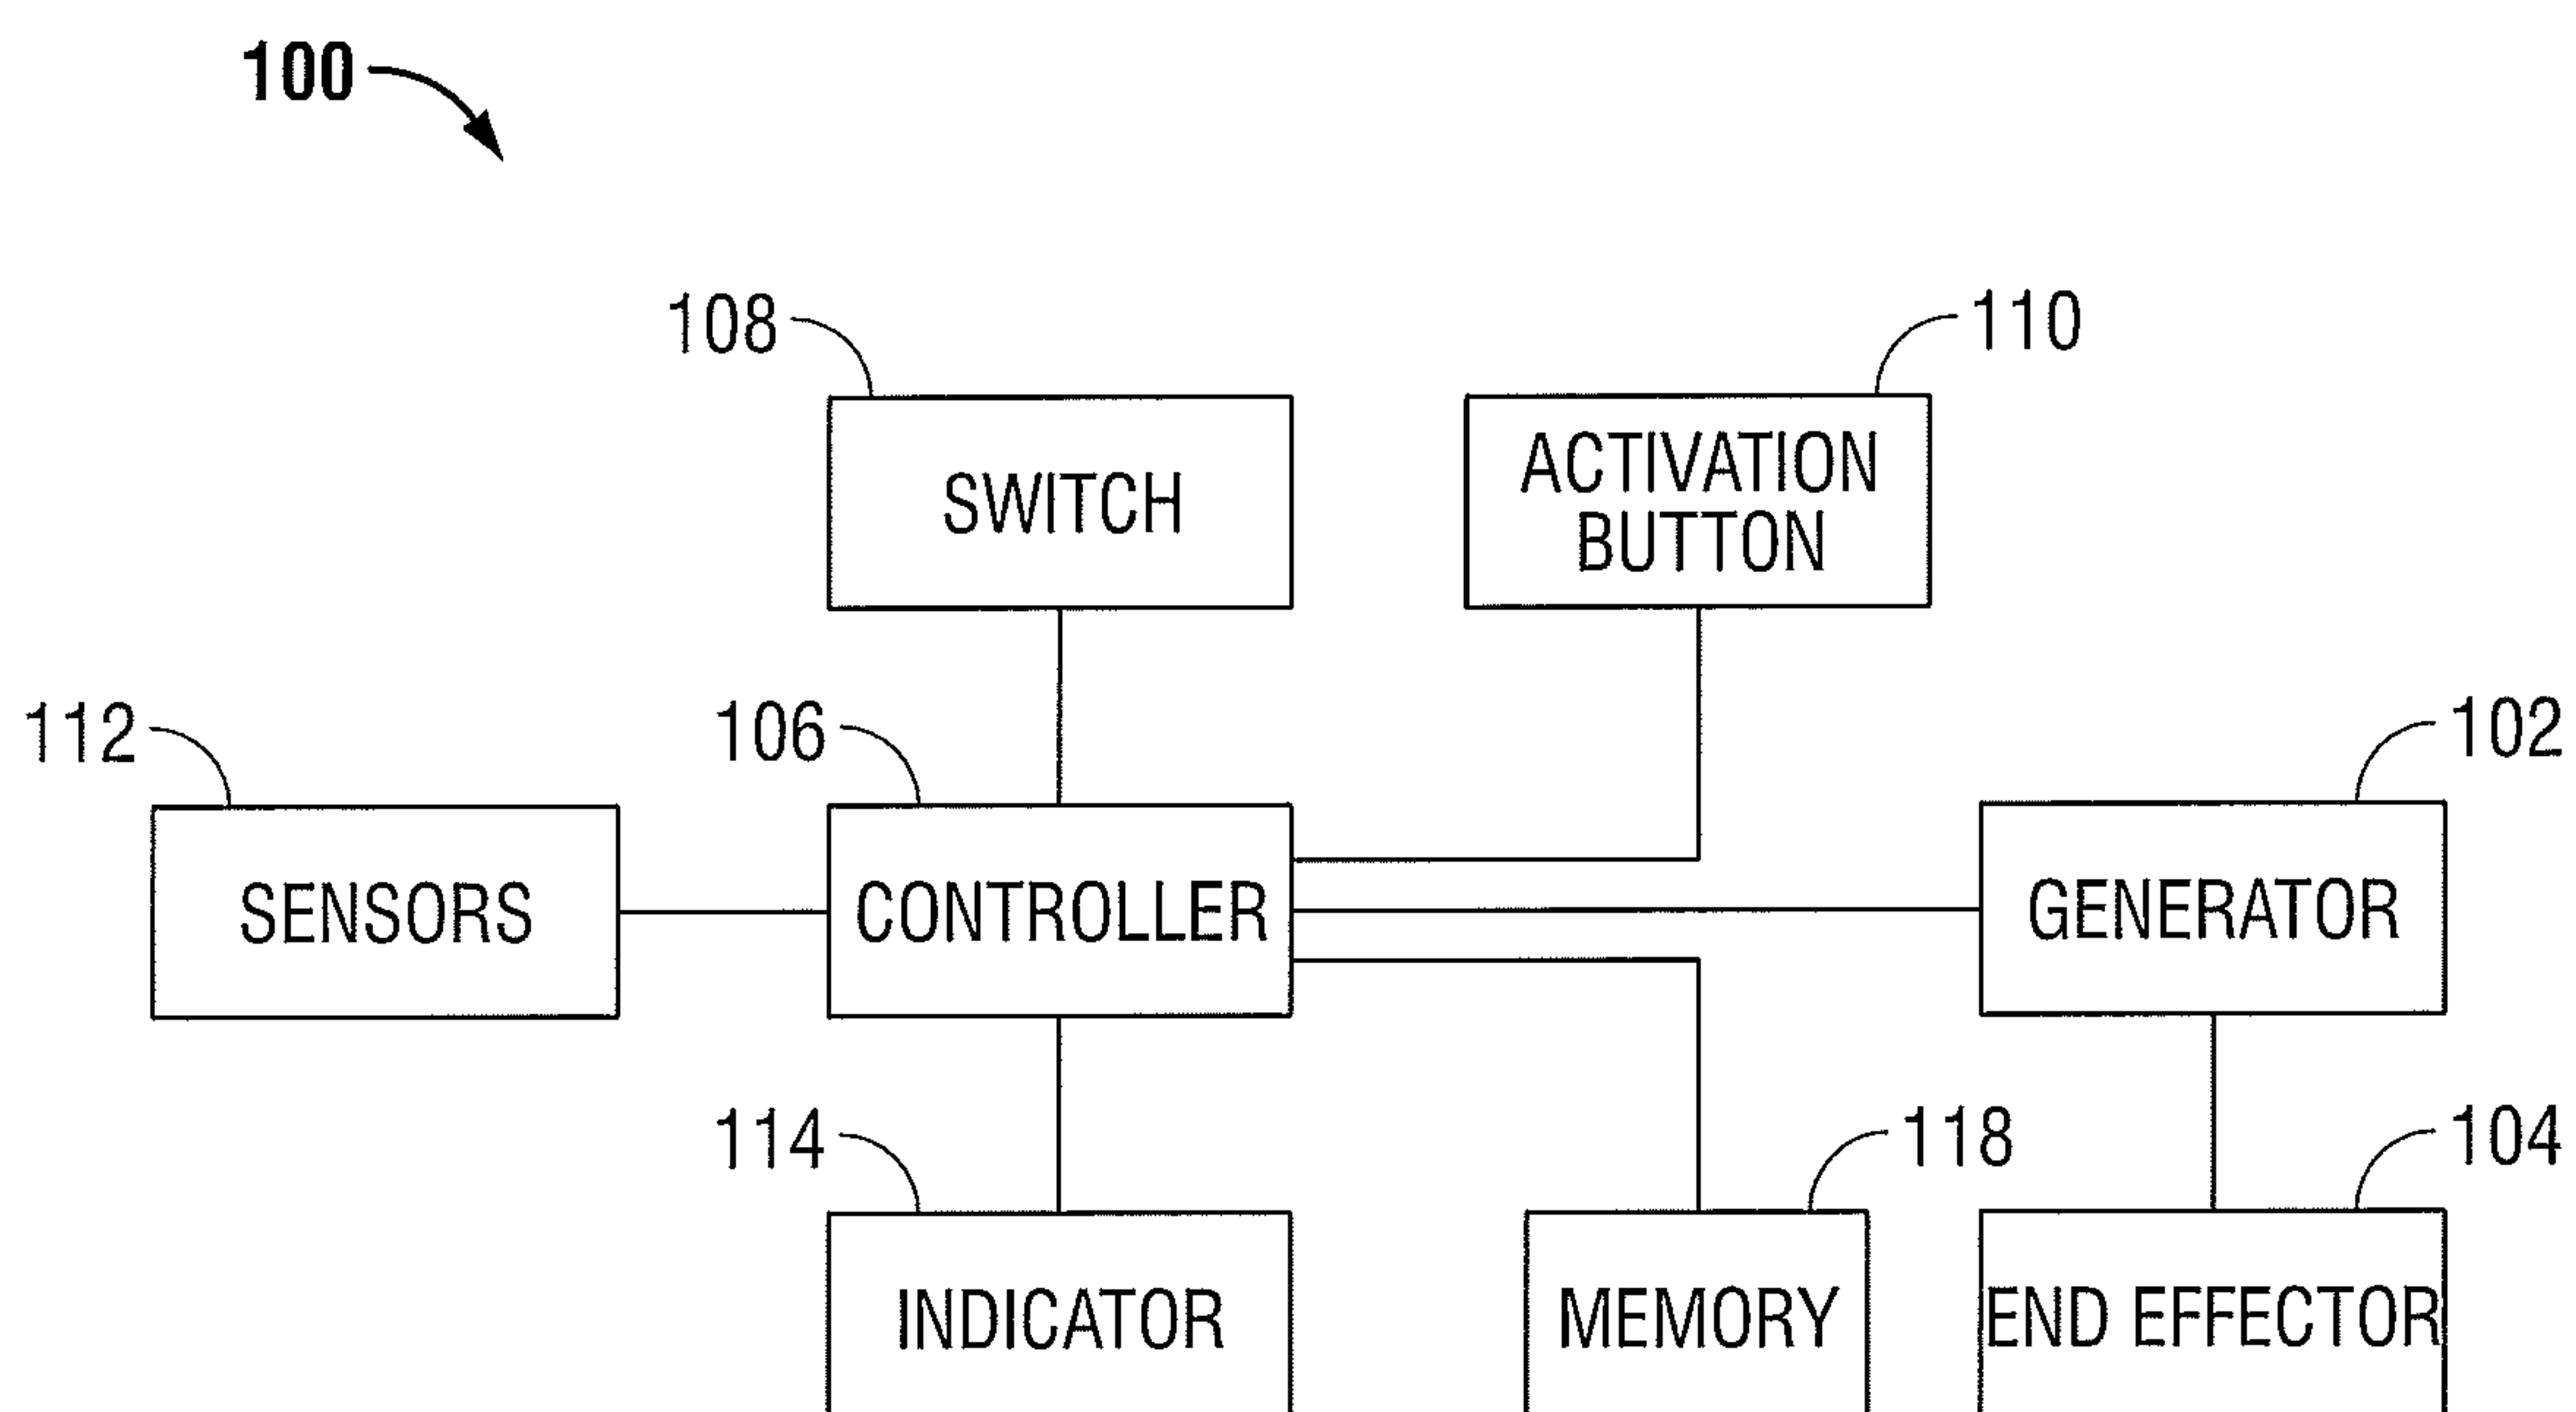 100
108
110
SWITCH
ACTIVATION
BUTTON
112
106
102
SENSORS
CONTROLLER
GENERATOR
114
118
104
INDICATOR
MEMORY
END EFFECTOR